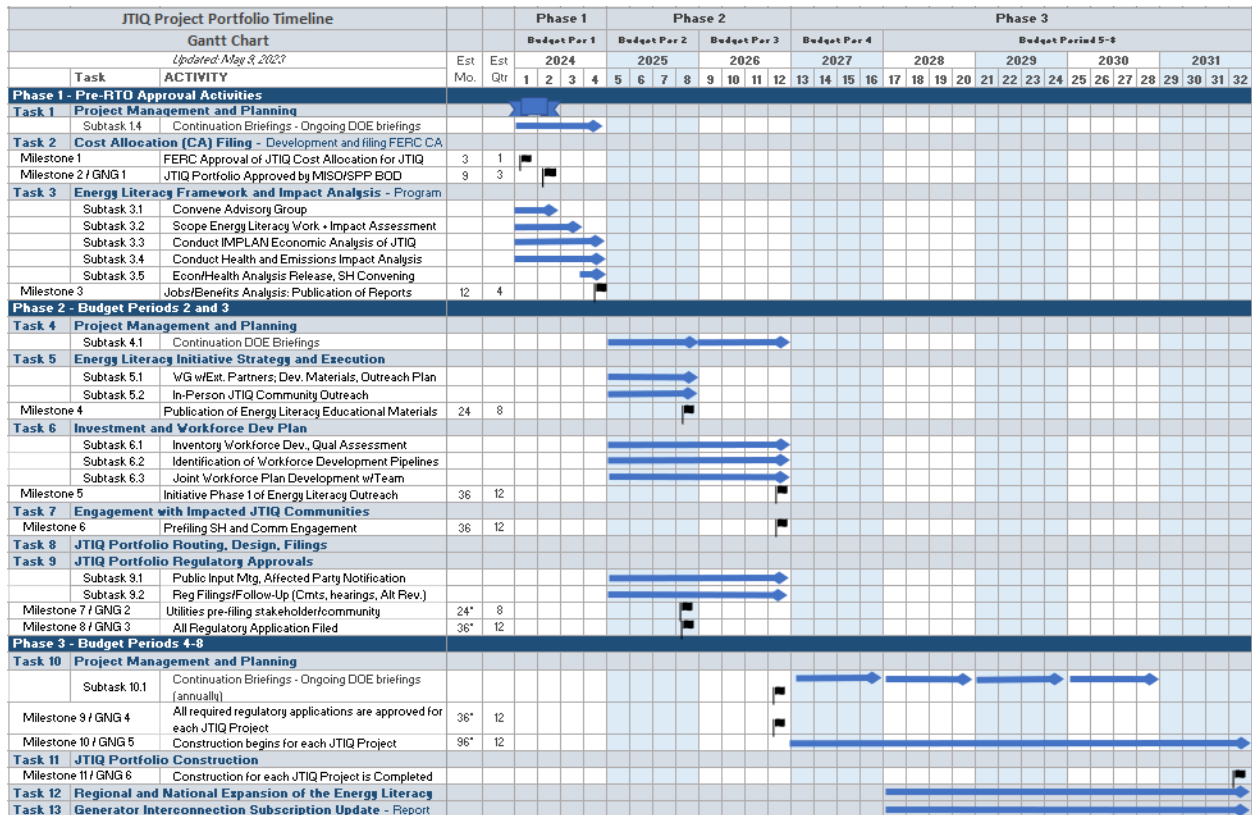 JTIQ Project Portfolio Timeline Phase 1 Phase 2 Phase 3
Gantt Chart Budget Per 1 Budget Per 2 Budget Per 3 Budget Per 4 Budget Period 5-8
Updated: May 9, 2023 Est Est 2024 2025 2026 2027 2028 2029 2030 2031
Task ACTIVITY Mo. Qtr 1 2 3 4 5 6 7 8 9 10 11 12 13 14 15 16 17 18 19 20 21 22 23 24 25 26 27 28 29 30 31 32
Phase 1 - Pre-RTO Approval Activities
Task 1 Project Management and Planning
Subtask 1.4 Continuation Briefings - Ongoing DOE briefings
Task 2 Cost Allocation (CA) Filing - Development and filing FERC CA
Milestone 1 FERC Approval of JTIQ Cost Allocation for JTIQ 3 1
Milestone 2 / GNG 1 JTIQ Portfolio Approved by MISO/SPP BOD 9 3
Task 3 Energy Literacy Framework and Impact Analysis - Program
Subtask 3.1 Convene Advisory Group
Subtask 3.2 Scope Energy Literacy Work + Impact Assessment
Subtask 3.3 Conduct IMPLAN Economic Analysis of JTIQ
Subtask 3.4 Conduct Health and Emissions Impact Analysis
Subtask 3.5 Econ/Health Analysis Release, SH Convening
Milestone 3 Jobs/Benefits Analysis: Publication of Reports 12 4
Phase 2 - Budget Periods 2 and 3
Task 4 Project Management and Planning
Subtask 4.1 Continuation DOE Briefings
Task 5 Energy Literacy Initiative Strategy and Execution
Subtask 5.1 WG w/Ext. Partners; Dev. Materials, Outreach Plan
Subtask 5.2 In-Person JTIQ Community Outreach
Milestone 4 Publication of Energy Literacy Educational Materials 24 8
Task 6 Investment and Workforce Dev Plan
Subtask 6.1 Inventory Workforce Dev., Qual Assessment
Subtask 6.2 Identification of Workforce Development Pipelines
Subtask 6.3 Joint Workforce Plan Development w/Team
Milestone 5 Initiative Phase 1 of Energy Literacy Outreach 36 12
Task 7 Engagement with Impacted JTIQ Communities
Milestone 6 Prefiling SH and Comm Engagement 36 12
Task 8 JTIQ Portfolio Routing, Design, Filings
Task 9 JTIQ Portfolio Regulatory Approvals
Subtask 9.1 Public Input Mtg, Affected Party Notification
Subtask 9.2 Reg Filings/Follow-Up (Cmts, hearings, Alt Rev.)
Milestone 7 / GNG 2 Utilities pre-filing stakeholder/community 24* 8
Milestone 8 / GNG 3 All Regulatory Application Filed 36* 12
Phase 3 - Budget Periods 4-8
Task 10 Project Management and Planning
Subtask 10.1 Continuation Briefings - Ongoing DOE briefings
(annually)
Milestone 9 / GNG 4 All required regulatory applications are approved for 36* 12
each JTIQ Project
Milestone 10 / GNG 5 Construction begins for each JTIQ Project 96* 12
Task 11 JTIQ Portfolio Construction
Milestone 11 / GNG 6 Construction for each JTIQ Project is Completed
Task 12 Regional and National Expansion of the Energy Literacy
Task 13 Generator Interconnection Subscription Update - Report